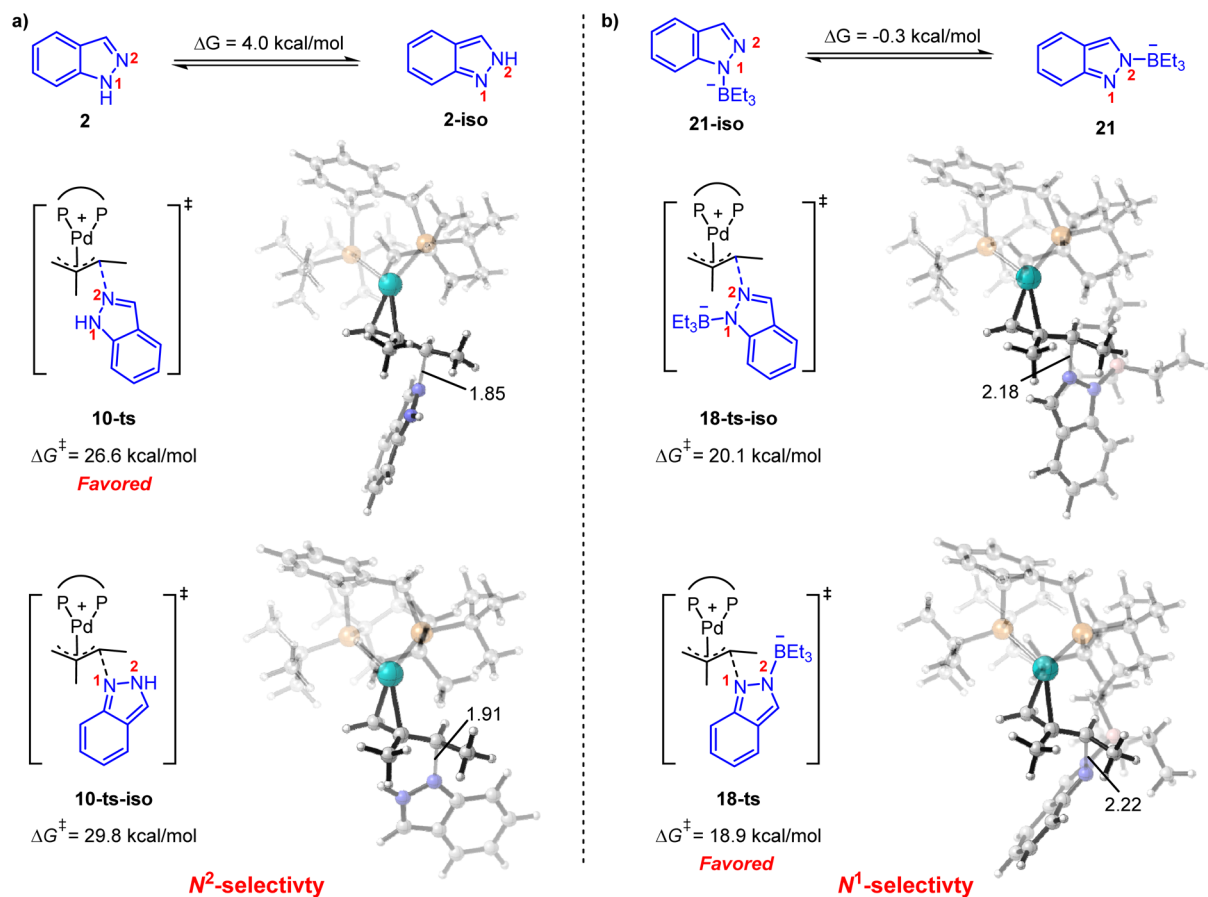 a)
ΔG = 4.0 kcal/mol
N 2
N 1
H
2
NH
2
N
1
2-iso
P + P
Pd
‡
2
N
HN
1
10-ts
ΔG‡ = 26.6 kcal/mol
Favored
1.85
P + P
Pd
‡
1 2
N NH
10-ts-iso
ΔG‡ = 29.8 kcal/mol
1.91
N²-selectivty
b)
ΔG = -0.3 kcal/mol
N 2
N 1
−
BEt3
21-iso
−
N BEt3
2
N
1
21
P + P
Pd
‡
−
2
N
Et3B N
1
18-ts-iso
ΔG‡ = 20.1 kcal/mol
2.18
P + P
Pd
‡
−
BEt3
2
1 N N
18-ts
ΔG‡ = 18.9 kcal/mol
Favored
2.22
N¹-selectivty